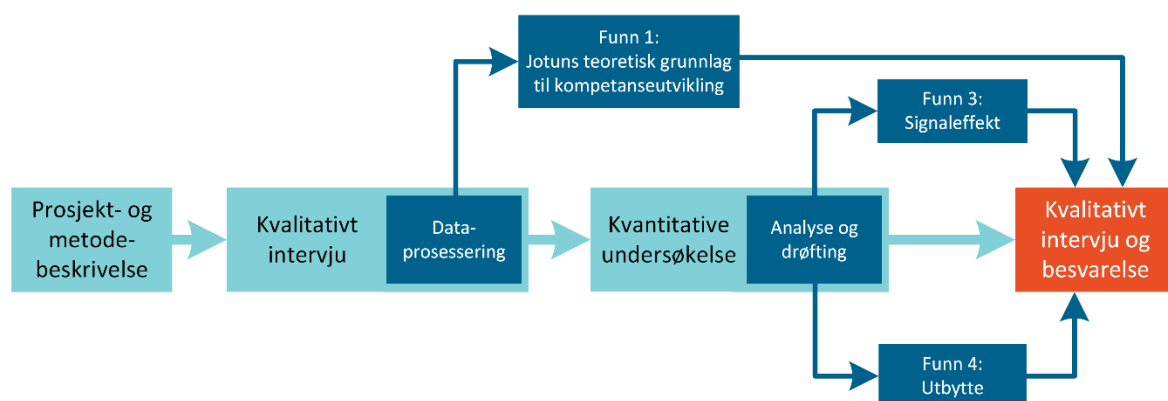 Funn 1:
Jotuns teoretisk grunnlag
til kompetanseutvikling
Funn 3:
Signaleffekt
Prosjekt- og
metode-
beskrivelse
Kvalitativt
intervju
Data-
prosessering
Kvantitative
undersøkelse
Analyse og
drøfting
Kvalitativt
intervju og
besvarelse
Funn 4:
Utbytte